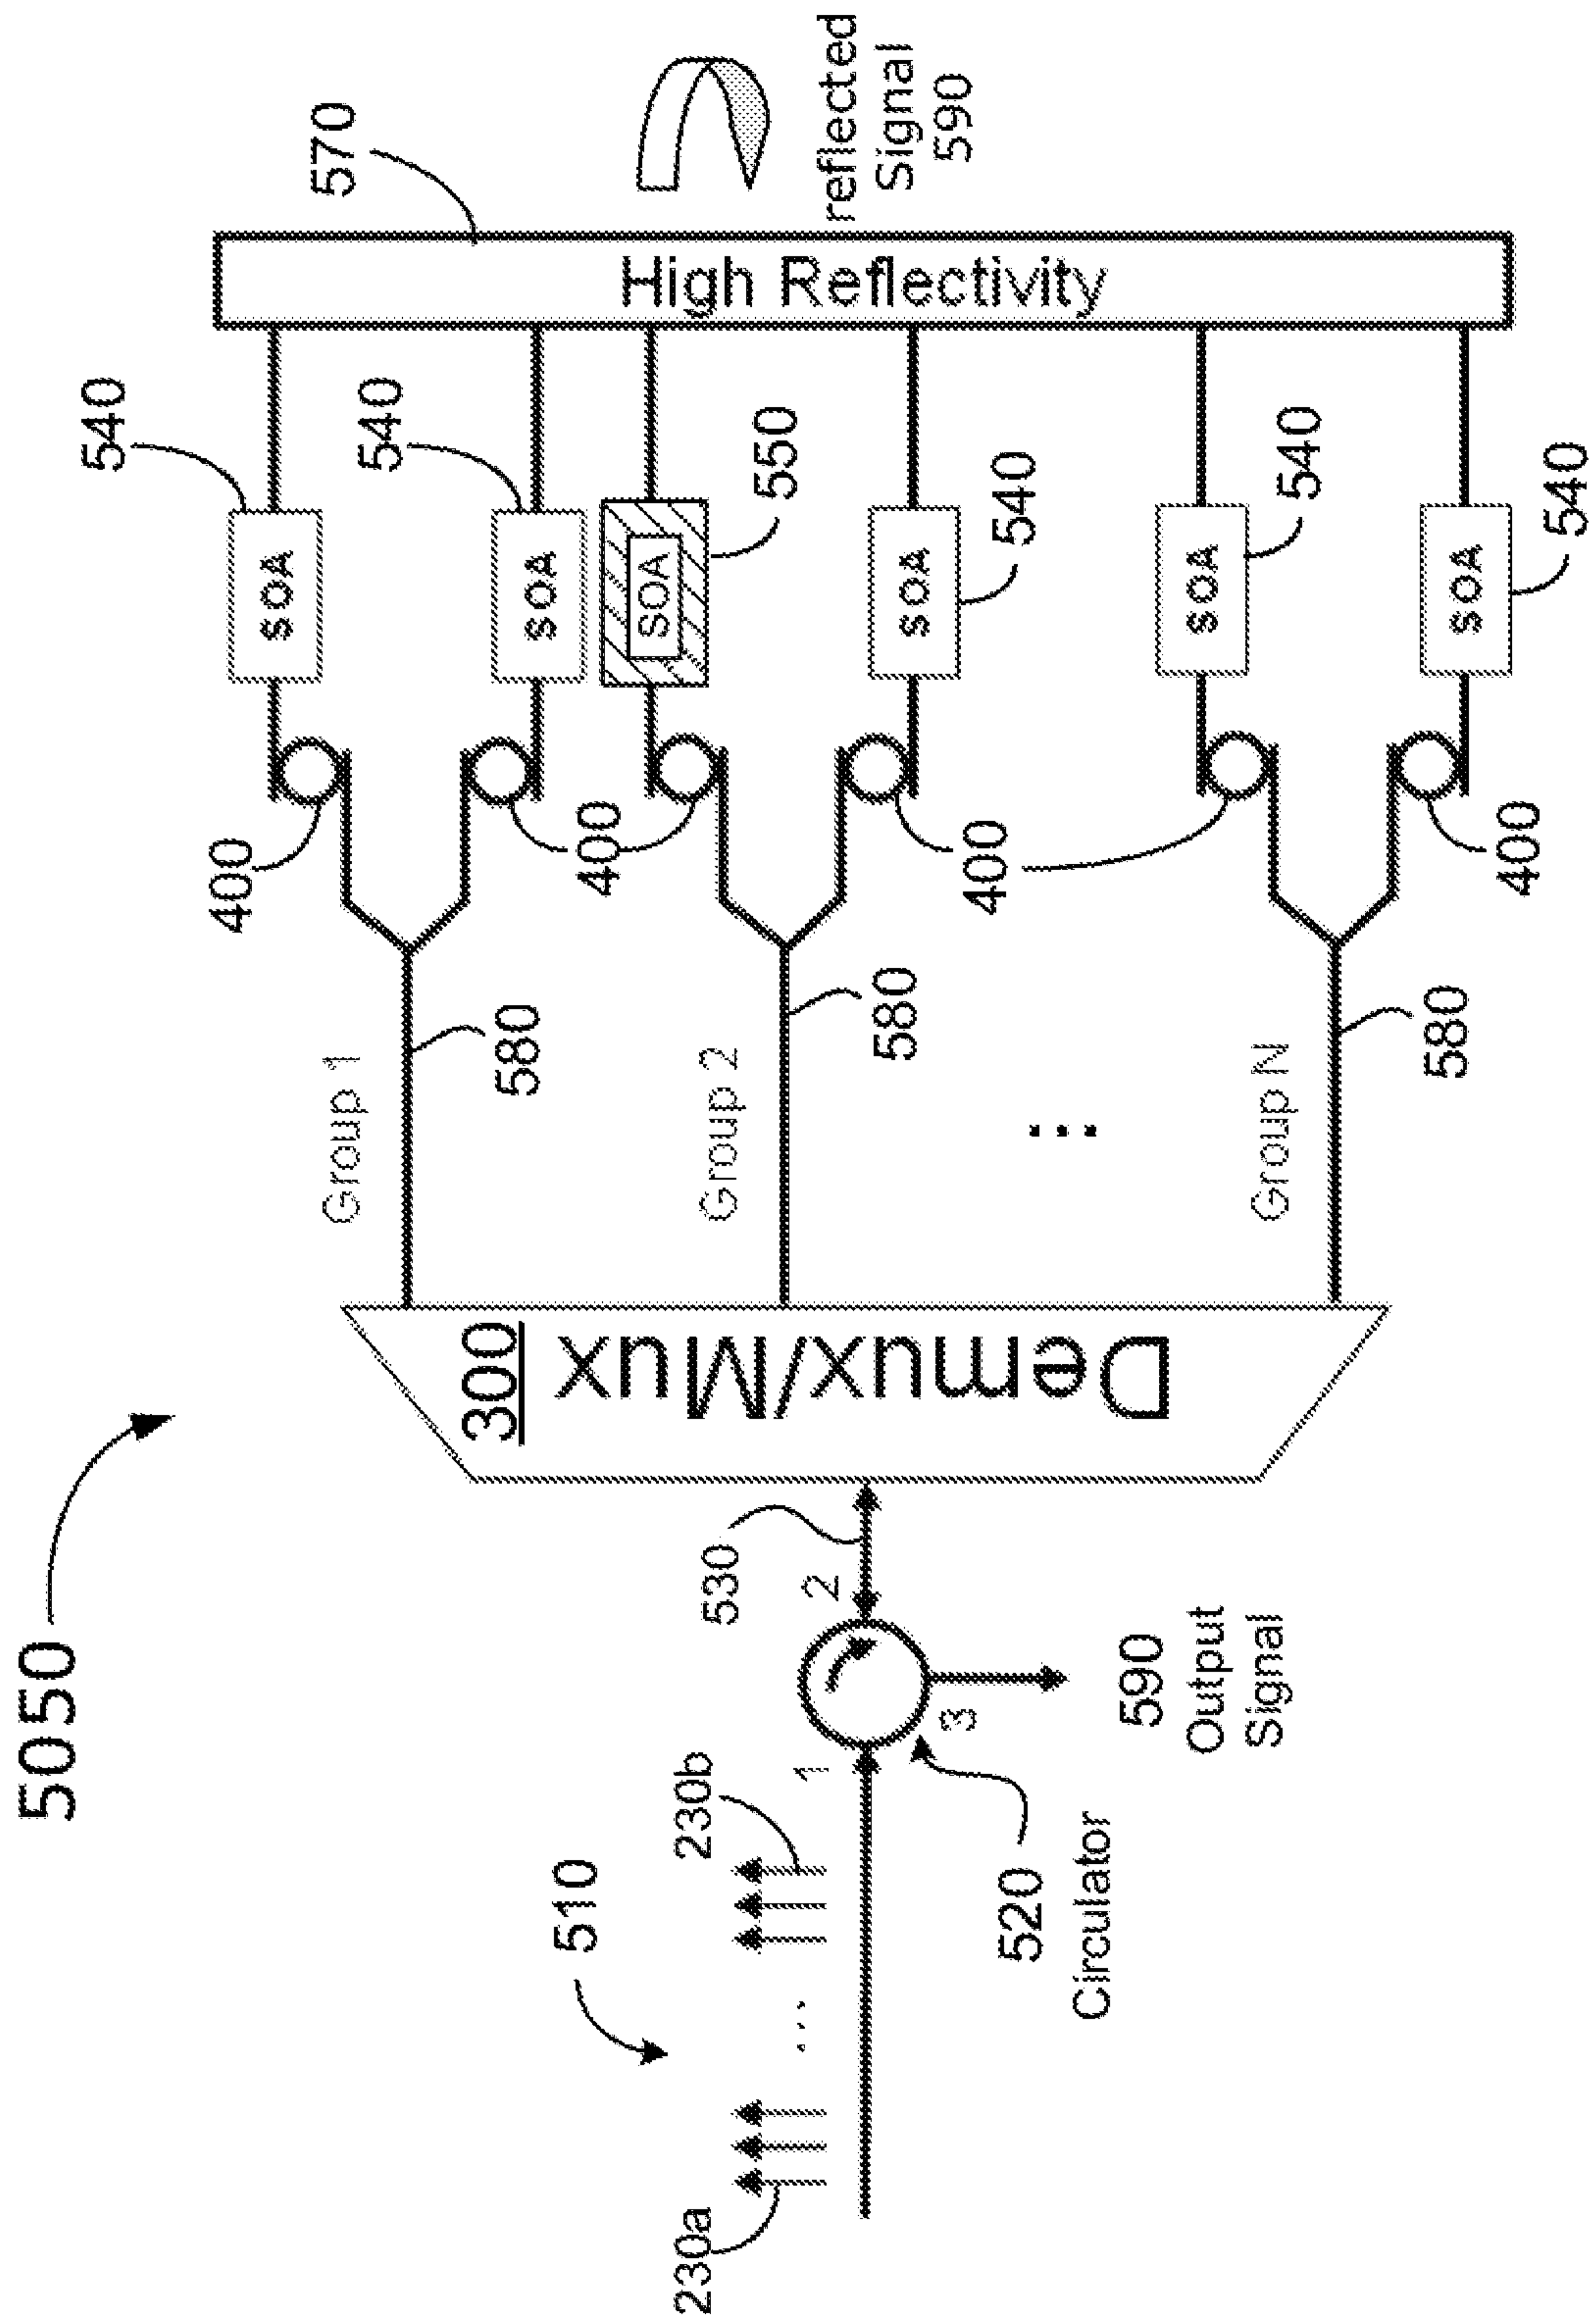 5050
510
230a
230b
1
2
3
530
520
Circulator
590
Output
Signal
300
Demux/Mux
Group 1
Group 2
...
Group N
580
580
580
400
400
400
400
SOA
SOA
SOA
SOA
SOA
SOA
540
540
550
540
540
540
570
High Reflectivity
reflected
Signal
590
...